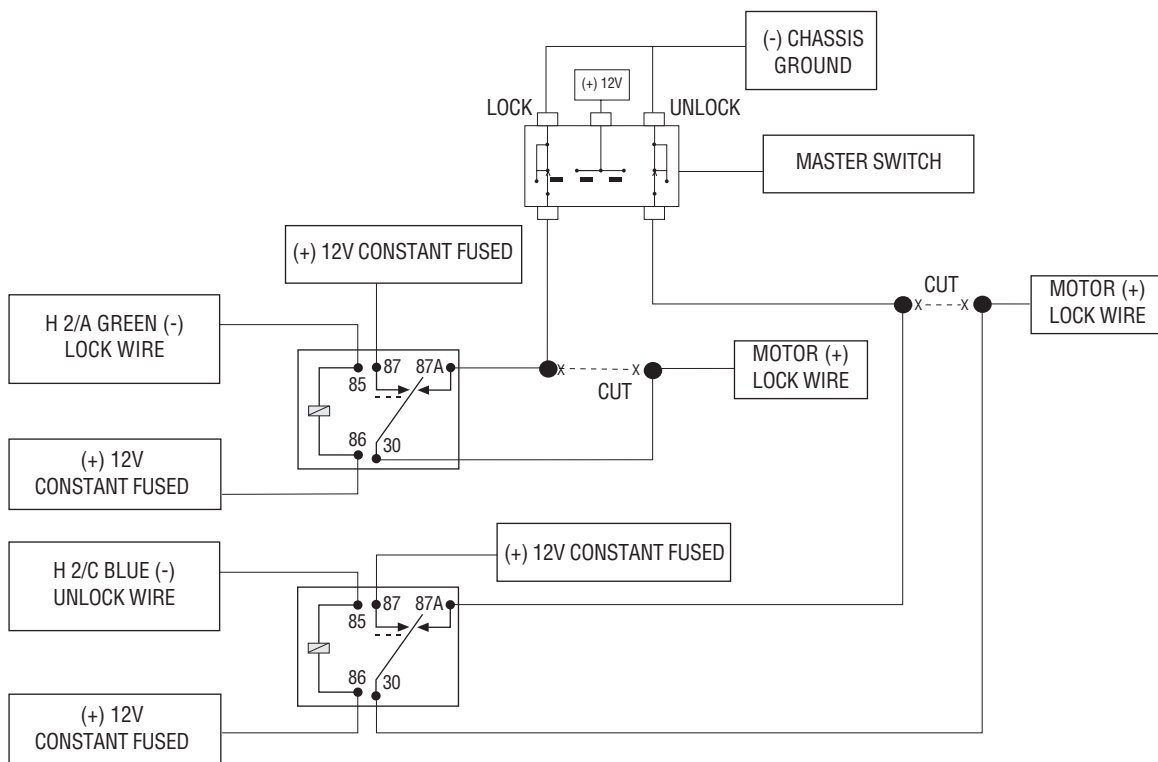 (-) CHASSIS
GROUND
(+) 12V
LOCK
UNLOCK
MASTER SWITCH
(+) 12V CONSTANT FUSED
CUT
MOTOR (+)
LOCK WIRE
H 2/A GREEN (-)
LOCK WIRE
85
87
87A
86
30
X
X
X
X
CUT
MOTOR (+)
LOCK WIRE
(+) 12V
CONSTANT FUSED
(+) 12V CONSTANT FUSED
H 2/C BLUE (-)
UNLOCK WIRE
85
87
87A
86
30
(+) 12V
CONSTANT FUSED